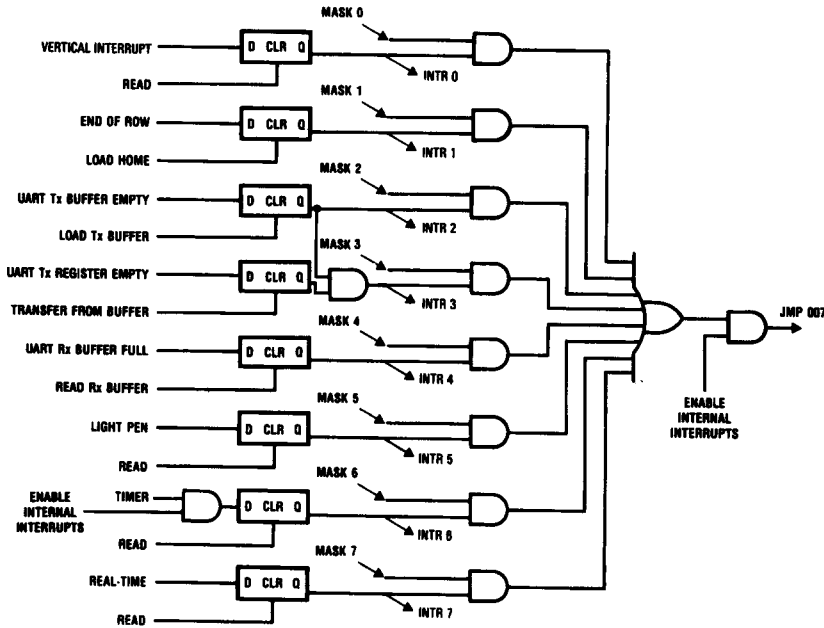 MASK 0
VERTICAL INTERRUPT
D CLR Q
READ
INTR 0
MASK 1
END OF ROW
D CLR Q
LOAD HOME
INTR 1
MASK 2
UART Tx BUFFER EMPTY
D CLR Q
LOAD Tx BUFFER
INTR 2
MASK 3
UART Tx REGISTER EMPTY
D CLR Q
TRANSFER FROM BUFFER
INTR 3
JMP 007
MASK 4
UART Rx BUFFER FULL
D CLR Q
READ Rx BUFFER
INTR 4
ENABLE
INTERNAL
INTERRUPTS
MASK 5
LIGHT PEN
D CLR Q
READ
INTR 5
MASK 6
ENABLE
INTERNAL
INTERRUPTS
TIMER
D CLR Q
READ
INTR 6
MASK 7
REAL-TIME
D CLR Q
READ
INTR 7